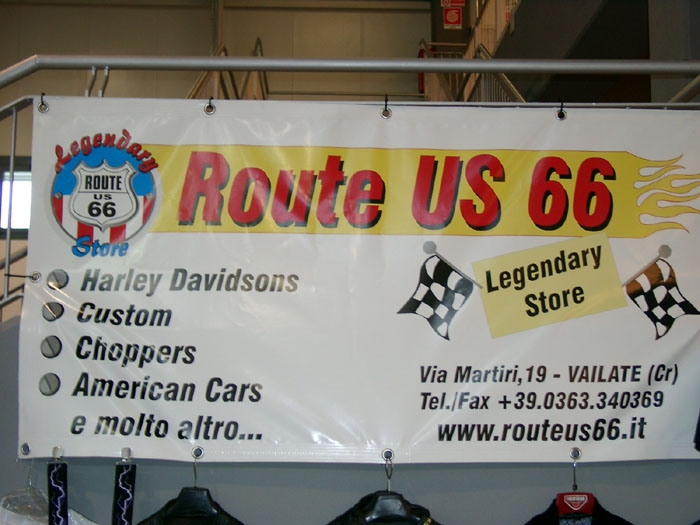 Legendary
ROUTE
US
66
Store
Route US 66
Legendary
Store
Harley Davidsons
Custom
Choppers
American Cars
e molto altro...
Via Martiri,19 - VAILATE (Cr)
Tel./Fax +39.0363.340369
www.routeus66.it